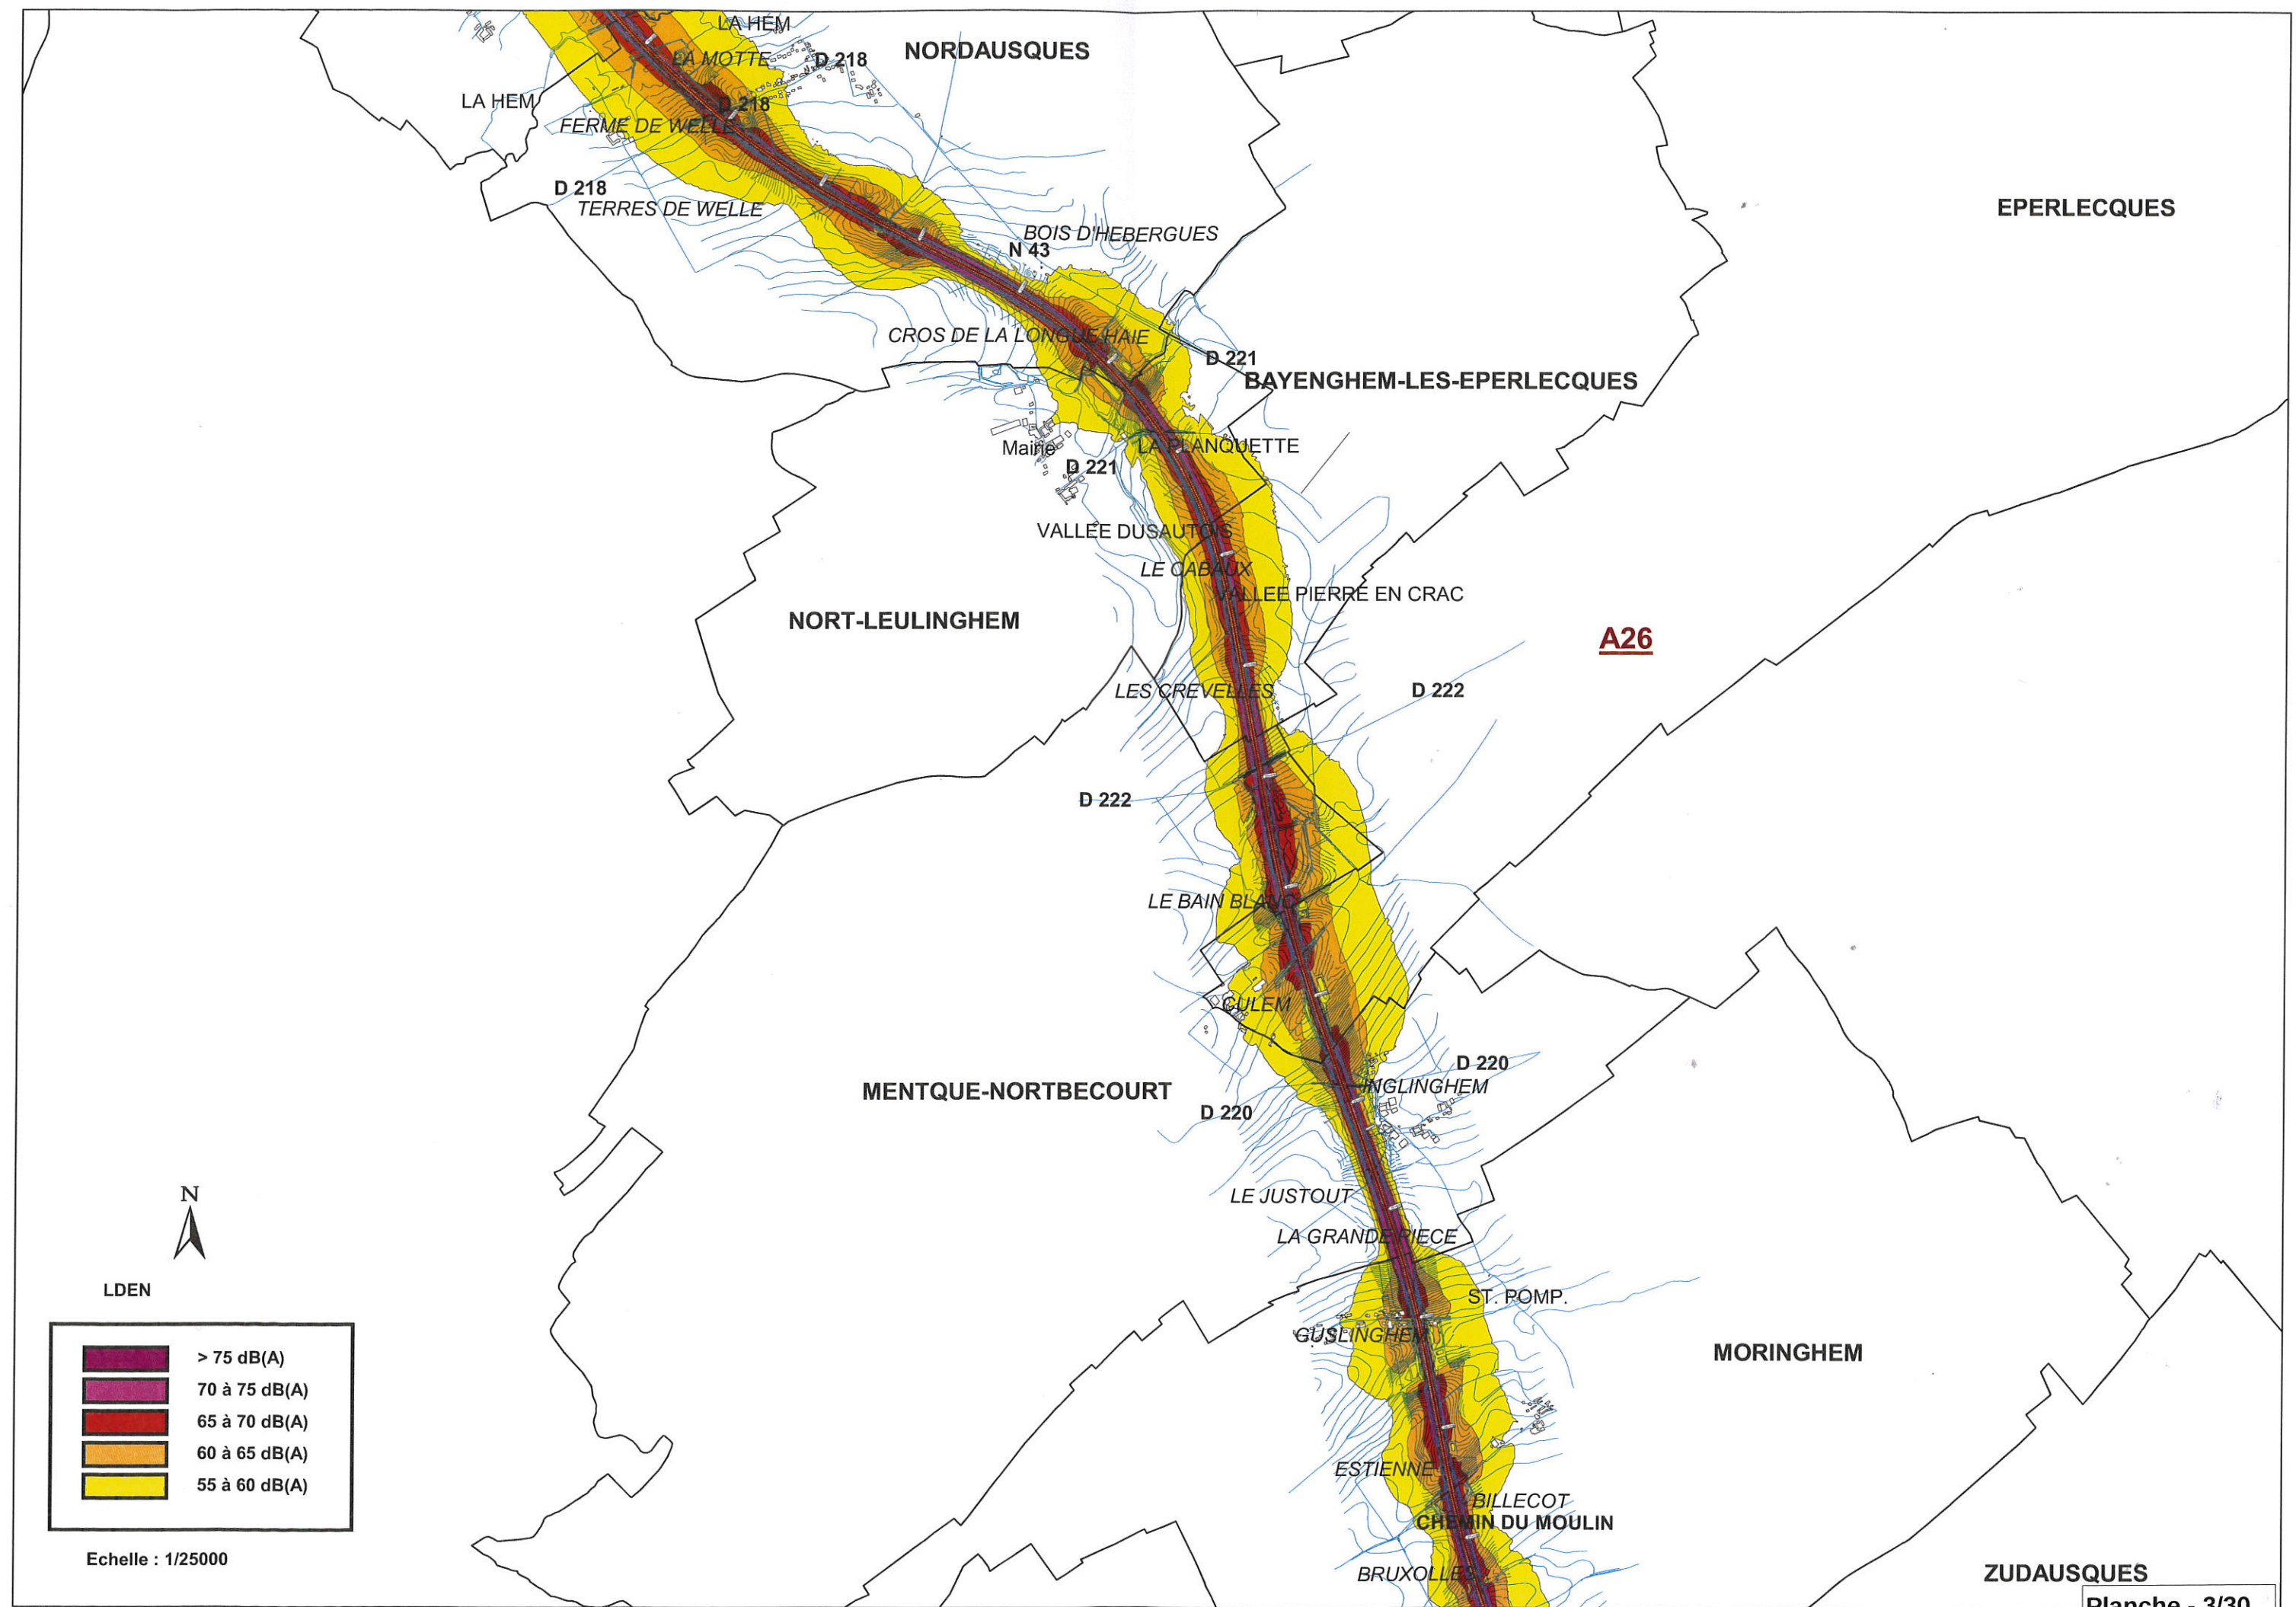 LA HEM
NORDAUSQUES
LA MOTTE
D 218
LA HEM
D 218
FERME DE WELLE
D 218
TERRES DE WELLE
EPERLECQUES
BOIS D'HEBERGUES
N 43
CROS DE LA LONGUE HAIE
D 221
BAYENGHEM-LES-EPERLECQUES
Mairie
LA PLANQUETTE
D 221
VALLEE DUSAUTOIS
LE CABAUX
VALLEE PIERRE EN CRAC
NORT-LEULINGHEM
A26
LES CREVELLES
D 222
D 222
LE BAIN BLANC
CULEM
D 220
INGLINGHEM
MENTQUE-NORTBECOURT
D 220
LE JUSTOUT
LA GRANDE PIECE
ST. POMP.
GUSLINGHEM
MORINGHEM
ESTIENNE
BILLECOT
CHEMIN DU MOULIN
BRUXOLLES
ZUDAUSQUES
Planche - 3/30
N
LDEN
> 75 dB(A)
70 à 75 dB(A)
65 à 70 dB(A)
60 à 65 dB(A)
55 à 60 dB(A)
Echelle : 1/25000